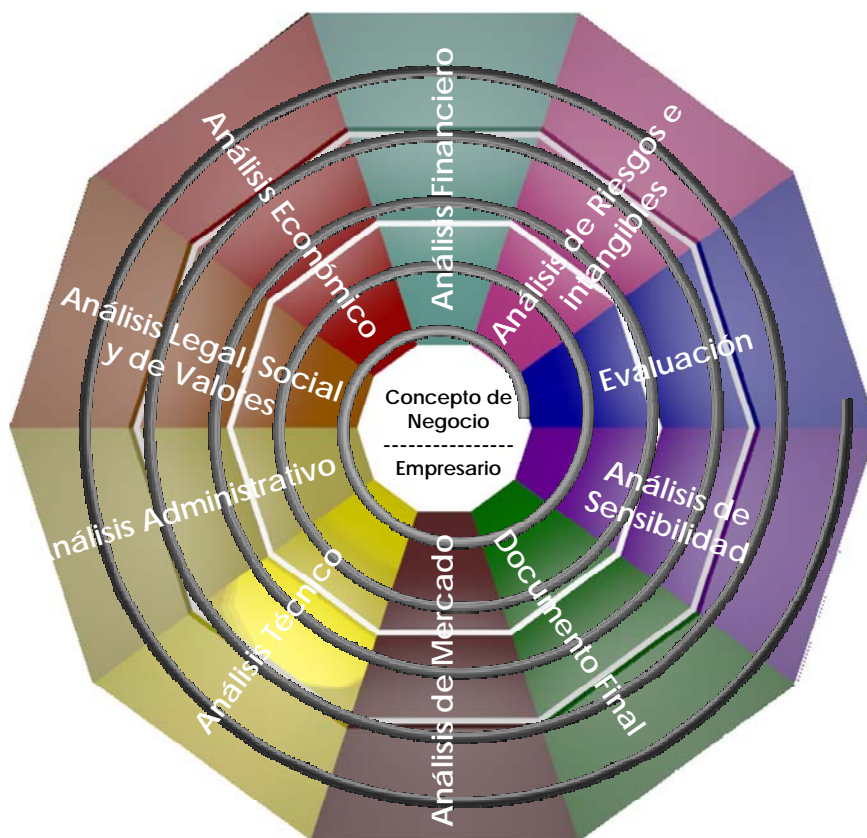 Análisis Financiero
Análisis de Riesgos e
intangibles
Evaluación
Análisis de
Sensibilidad
Documento Final
Análisis de Mercado
Análisis Técnico
Análisis Administrativo
Análisis Legal, Social
y de Valores
Análisis Económico
Concepto de
Negocio
-----------------
Empresario